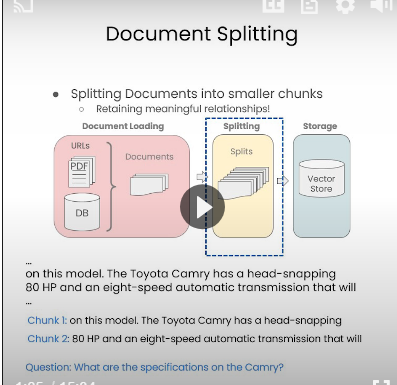 CC
Document Splitting
● Splitting Documents into smaller chunks
○ Retaining meaningful relationships!
Document Loading
Splitting
Storage
URLs
PDF
DB
Documents
Splits
Vector
Store
...
on this model. The Toyota Camry has a head-snapping
80 HP and an eight-speed automatic transmission that will
...
Chunk 1: on this model. The Toyota Camry has a head-snapping
Chunk 2: 80 HP and an eight-speed automatic transmission that will
Question: What are the specifications on the Camry?